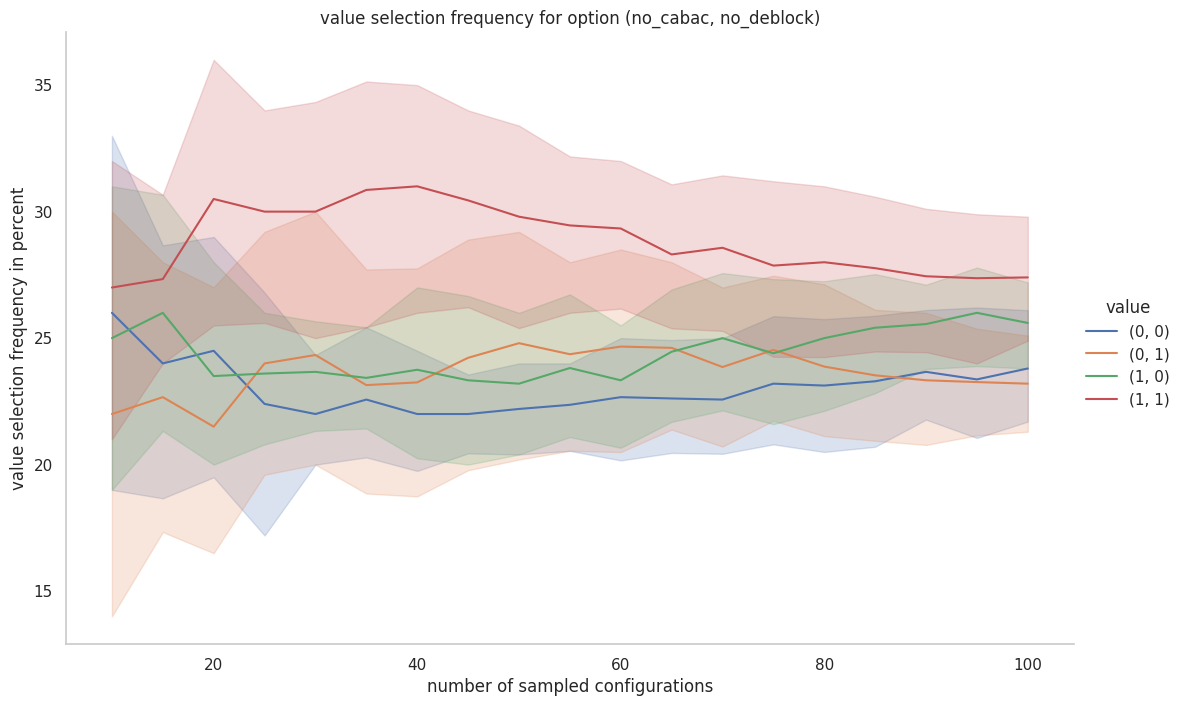 value selection frequency for option (no_cabac, no_deblock)
value selection frequency in percent
35
30
25
20
15
20 40 60 80 100
number of sampled configurations
value
(0, 0)
(0, 1)
(1, 0)
(1, 1)